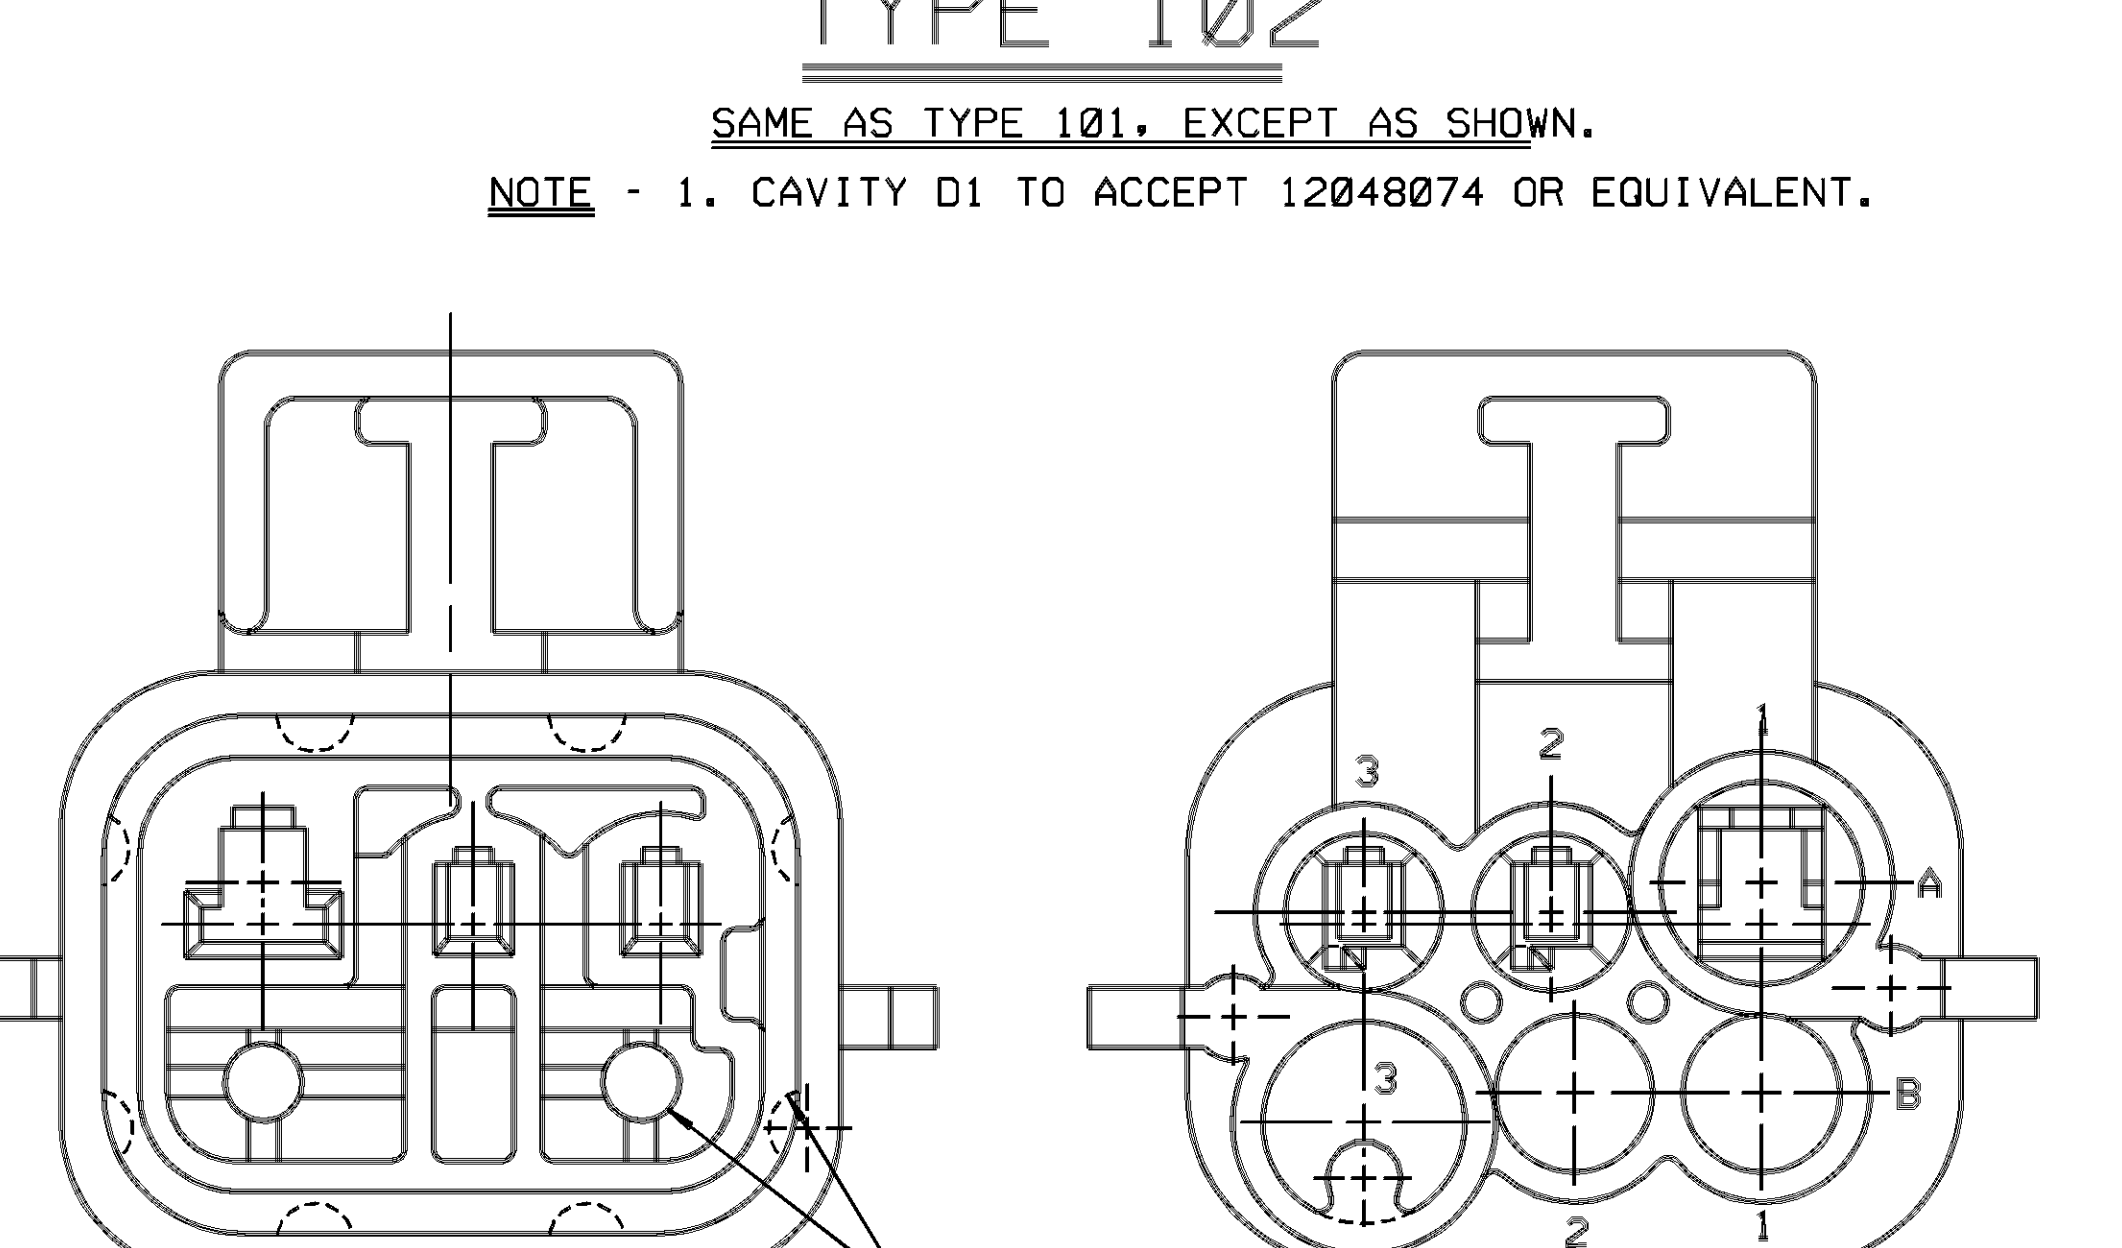 TYPE 102
SAME AS TYPE 101, EXCEPT AS SHOWN.
NOTE - 1. CAVITY D1 TO ACCEPT 12048074 OR EQUIVALENT.
1
2
3
A
3
B
2
1